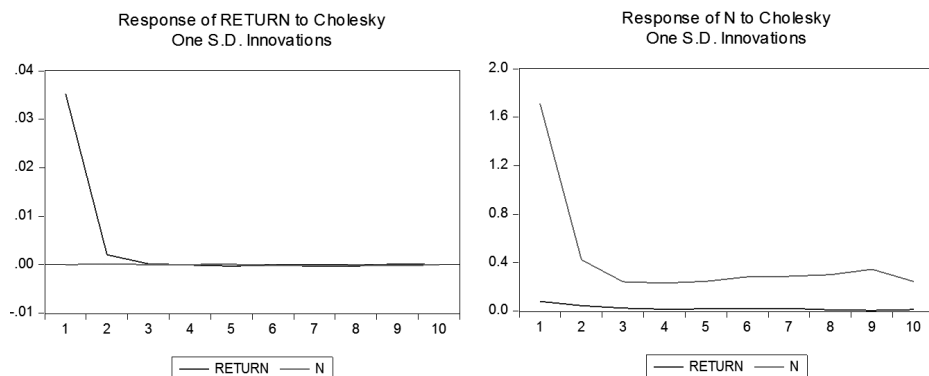 Response of RETURN to Cholesky
One S.D. Innovations
.04
.03
.02
.01
.00
-.01
1 2 3 4 5 6 7 8 9 10
RETURN N
Response of N to Cholesky
One S.D. Innovations
2.0
1.6
1.2
0.8
0.4
0.0
1 2 3 4 5 6 7 8 9 10
RETURN N